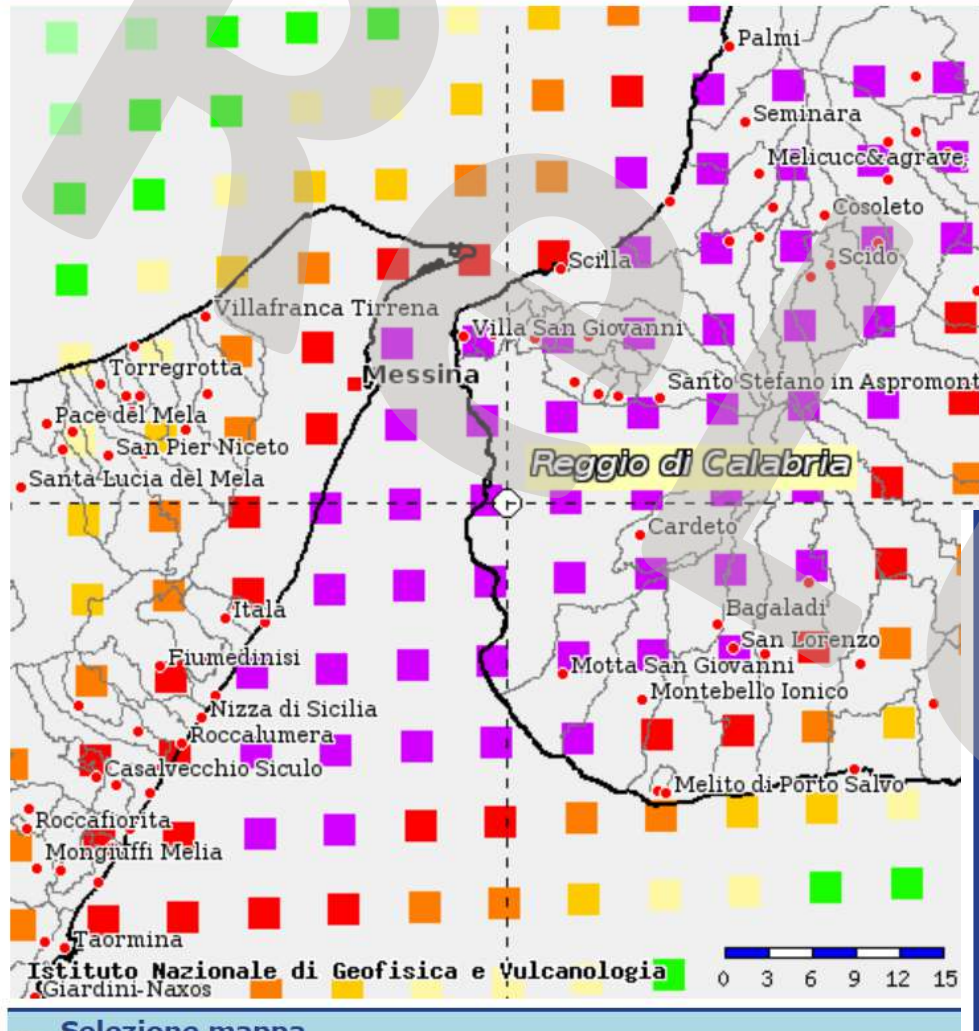 Palmi
Seminara
Melicucc&agrave;
Cosoleto
Scilla
Scido
Villafranca Tirrena
Villa San Giovanni
Torregrotta
Messina
Santo Stefano in Aspromont
Pace del Mela
San Pier Niceto
Reggio di Calabria
Santa Lucia del Mela
Cardeto
Itala
Bagaladi
San Lorenzo
Fiumedinisi
Motta San Giovanni
Montebello Ionico
Nizza di Sicilia
Roccalumera
Casalvecchio Siculo
Melito di Porto Salvo
Roccafiorita
Mongiuffi Melia
Taormina
Istituto Nazionale di Geofisica e Vulcanologia
0 3 6 9 12 15
Giardini-Naxos
Selezione mappa